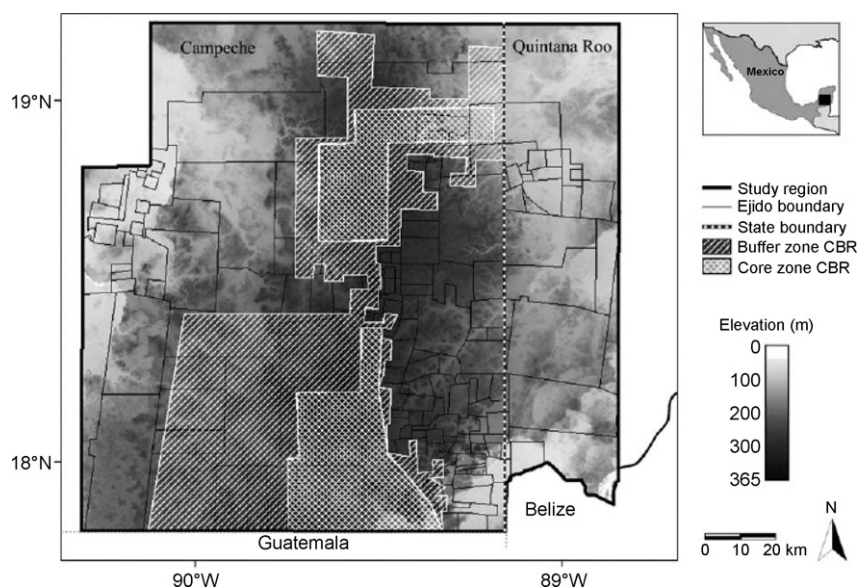 Campeche
Quintana Roo
19°N
18°N
Guatemala
Belize
90°W
89°W
Mexico
Study region
Ejido boundary
State boundary
Buffer zone CBR
Core zone CBR
Elevation (m)
0
100
200
300
365
N
0 10 20 km